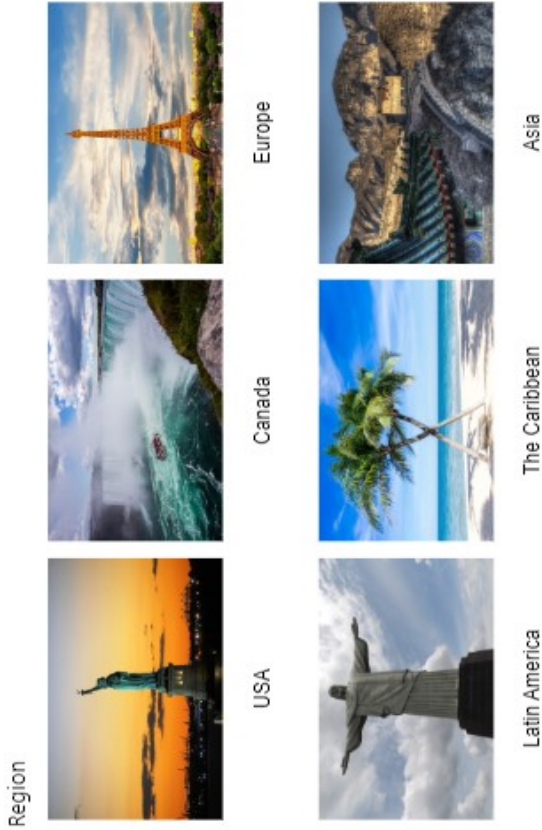 Region
USA
Canada
Europe
Latin America
The Caribbean
Asia